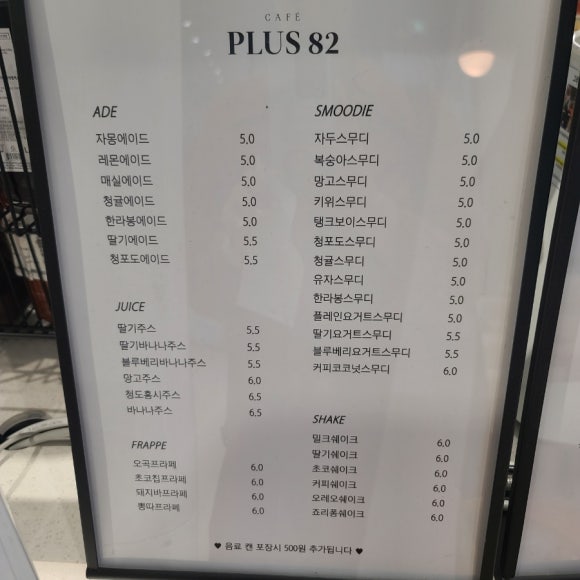 CAFÉ
PLUS 82
ADE
자몽에이드 5.0
레몬에이드 5.0
매실에이드 5.0
청귤에이드 5.0
한라봉에이드 5.0
딸기에이드 5.5
청포도에이드 5.5
JUICE
딸기주스 5.5
딸기바나나주스 5.5
블루베리바나나주스 5.5
망고주스 6.0
청도홍시주스 6.5
바나나주스 6.5
FRAPPE
오곡프라페 6.0
초코칩프라페 6.0
돼지바프라페 6.0
뽕따프라페 6.0
SMOODIE
자두스무디 5.0
복숭아스무디 5.0
망고스무디 5.0
키위스무디 5.0
탱크보이스무디 5.0
청포도스무디 5.0
청귤스무디 5.0
유자스무디 5.0
한라봉스무디 5.0
플레인요거트스무디 5.0
딸기요거트스무디 5.5
블루베리요거트스무디 5.5
커피코코넛스무디 6.0
SHAKE
밀크쉐이크 6.0
딸기쉐이크 6.0
초코쉐이크 6.0
커피쉐이크 6.0
오레오쉐이크 6.0
죠리퐁쉐이크 6.0
♥ 음료 캔 포장시 500원 추가됩니다 ♥